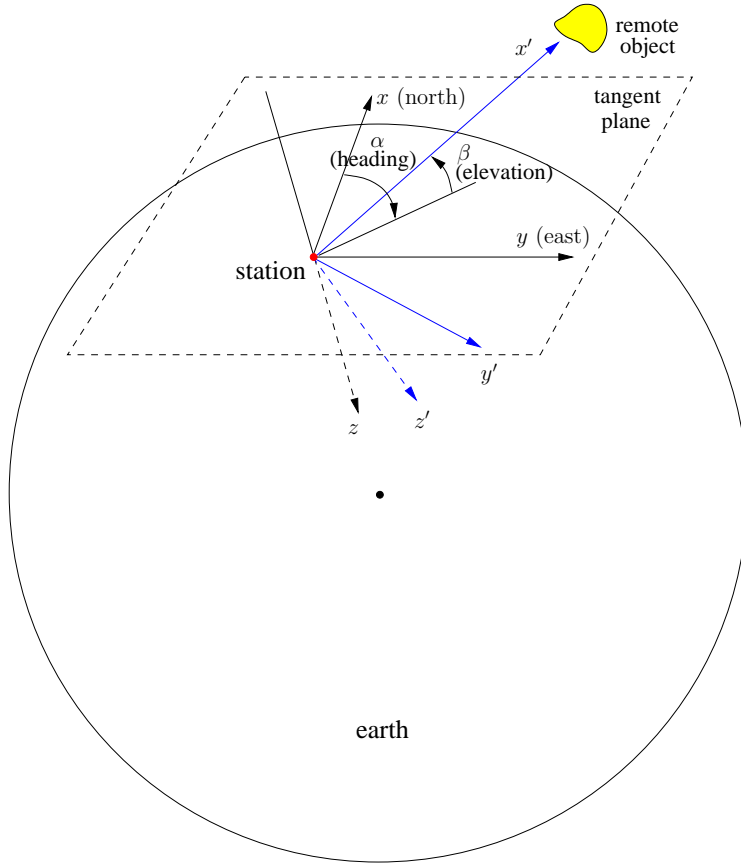 remote
object
x′
x (north)
tangent
plane
α
(heading)
β
(elevation)
y (east)
station
y′
z′
z
earth